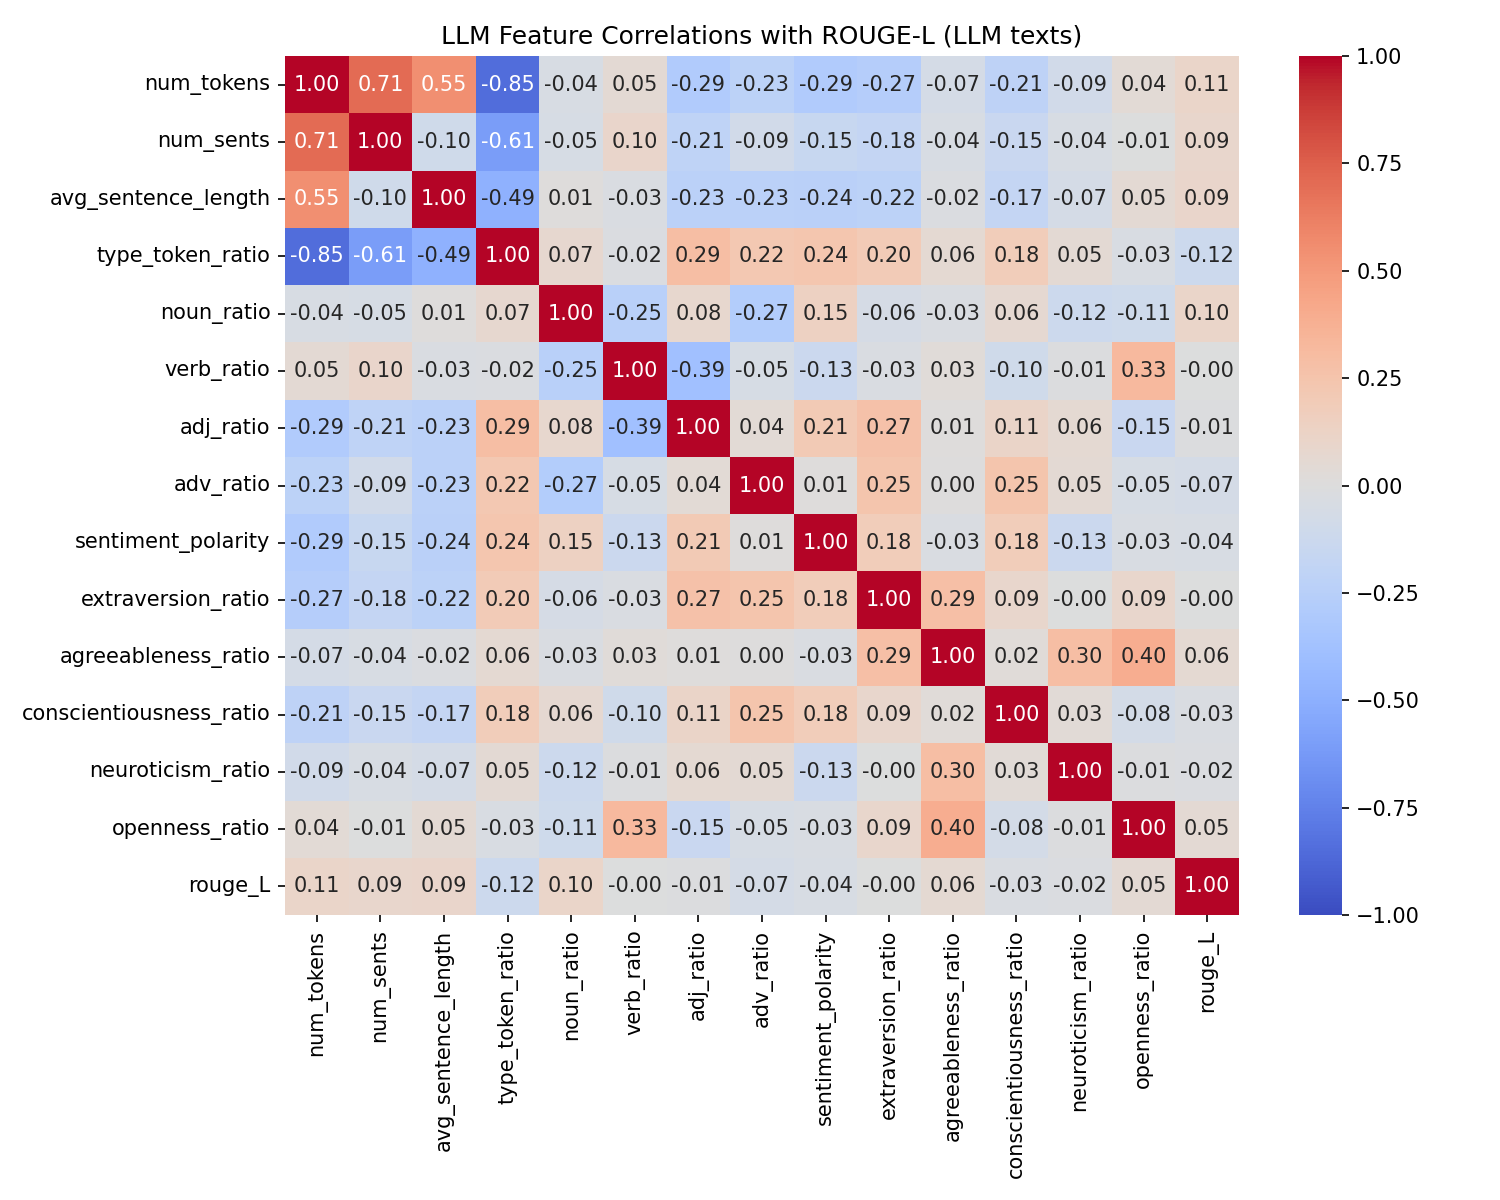 LLM Feature Correlations with ROUGE-L (LLM texts)
num_tokens 1.00 0.71 0.55 -0.85 -0.04 0.05 -0.29 -0.23 -0.29 -0.27 -0.07 -0.21 -0.09 0.04 0.11
num_sents 0.71 1.00 -0.10 -0.61 -0.05 0.10 -0.21 -0.09 -0.15 -0.18 -0.04 -0.15 -0.04 -0.01 0.09
avg_sentence_length 0.55 -0.10 1.00 -0.49 0.01 -0.03 -0.23 -0.23 -0.24 -0.22 -0.02 -0.17 -0.07 0.05 0.09
type_token_ratio -0.85 -0.61 -0.49 1.00 0.07 -0.02 0.29 0.22 0.24 0.20 0.06 0.18 0.05 -0.03 -0.12
noun_ratio -0.04 -0.05 0.01 0.07 1.00 -0.25 0.08 -0.27 0.15 -0.06 -0.03 0.06 -0.12 -0.11 0.10
verb_ratio 0.05 0.10 -0.03 -0.02 -0.25 1.00 -0.39 -0.05 -0.13 -0.03 0.03 -0.10 -0.01 0.33 -0.00
adj_ratio -0.29 -0.21 -0.23 0.29 0.08 -0.39 1.00 0.04 0.21 0.27 0.01 0.11 0.06 -0.15 -0.01
adv_ratio -0.23 -0.09 -0.23 0.22 -0.27 -0.05 0.04 1.00 0.01 0.25 0.00 0.25 0.05 -0.05 -0.07
sentiment_polarity -0.29 -0.15 -0.24 0.24 0.15 -0.13 0.21 0.01 1.00 0.18 -0.03 0.18 -0.13 -0.03 -0.04
extraversion_ratio -0.27 -0.18 -0.22 0.20 -0.06 -0.03 0.27 0.25 0.18 1.00 0.29 0.09 -0.00 0.09 -0.00
agreeableness_ratio -0.07 -0.04 -0.02 0.06 -0.03 0.03 0.01 0.00 -0.03 0.29 1.00 0.02 0.30 0.40 0.06
conscientiousness_ratio -0.21 -0.15 -0.17 0.18 0.06 -0.10 0.11 0.25 0.18 0.09 0.02 1.00 0.03 -0.08 -0.03
neuroticism_ratio -0.09 -0.04 -0.07 0.05 -0.12 -0.01 0.06 0.05 -0.13 -0.00 0.30 0.03 1.00 -0.01 -0.02
openness_ratio 0.04 -0.01 0.05 -0.03 -0.11 0.33 -0.15 -0.05 -0.03 0.09 0.40 -0.08 -0.01 1.00 0.05
rouge_L 0.11 0.09 0.09 -0.12 0.10 -0.00 -0.01 -0.07 -0.04 -0.00 0.06 -0.03 -0.02 0.05 1.00
num_tokens
num_sents
avg_sentence_length
type_token_ratio
noun_ratio
verb_ratio
adj_ratio
adv_ratio
sentiment_polarity
extraversion_ratio
agreeableness_ratio
conscientiousness_ratio
neuroticism_ratio
openness_ratio
rouge_L
1.00
0.75
0.50
0.25
0.00
−0.25
−0.50
−0.75
−1.00